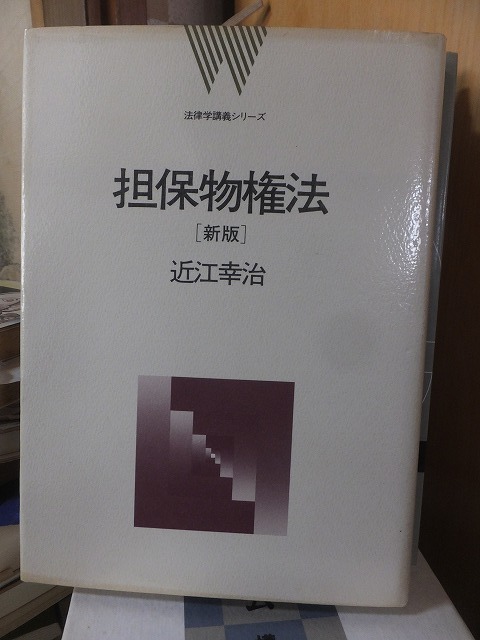 法律学講義シリーズ
担保物権法
［新版］
近江幸治